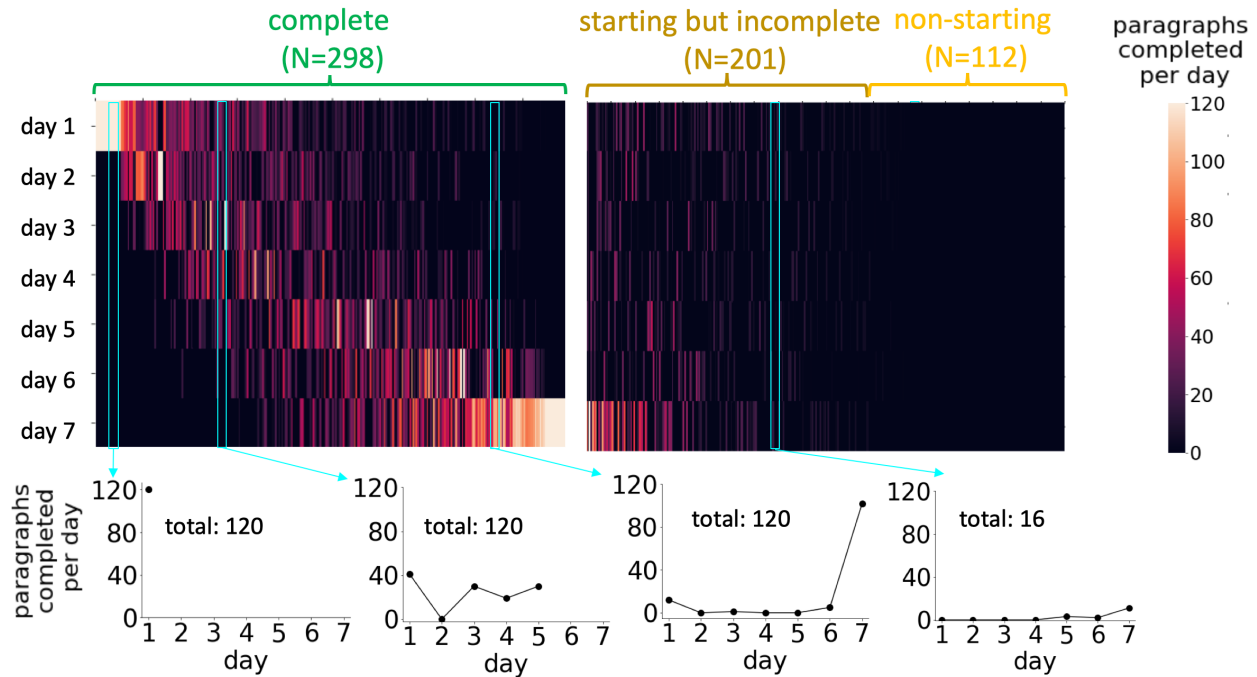 complete
(N=298)
starting but incomplete
(N=201)
non-starting
(N=112)
paragraphs
completed
per day
day 1
day 2
day 3
day 4
day 5
day 6
day 7
120
100
80
60
40
20
0
paragraphs
completed
per day
120
80
40
0
total: 120
1 2 3 4 5 6 7
day
120
80
40
0
total: 120
1 2 3 4 5 6 7
day
120
80
40
0
total: 120
1 2 3 4 5 6 7
day
120
80
40
0
total: 16
1 2 3 4 5 6 7
day